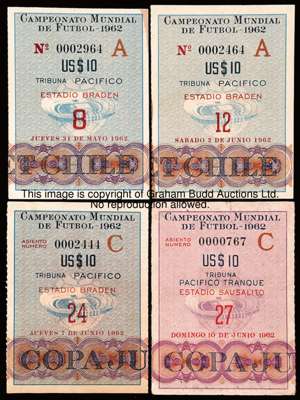 CAMPEONATO MUNDIAL
DE FUTBOL - 1962
Nº 0002964 A
US$ 10
TRIBUNA PACIFICO
ESTADIO BRADEN
8
JUEVES 31 DE MAYO 1962
T CHILE
CAMPEONATO MUNDIAL
DE FUTBOL - 1962
Nº 0002464 A
US$ 10
TRIBUNA PACIFICO
ESTADIO BRADEN
12
SABADO 2 DE JUNIO 1962
T CHILE
This image is copyright of Graham Budd Auctions Ltd.
No reproduction allowed.
CAMPEONATO MUNDIAL
DE FUTBOL - 1962
ASIENTO
NUMERO 0002444 C
US$ 10
TRIBUNA PACIFICO
ESTADIO BRADEN
24
JUEVES 7 DE JUNIO 1962
COPA JU
CAMPEONATO MUNDIAL
DE FUTBOL - 1962
ASIENTO
NUMERO 0000767 C
US$ 10
TRIBUNA
PACIFICO TRANQUE
ESTADIO SAUSALITO
27
DOMINGO 10 DE JUNIO 1962
COPA JU